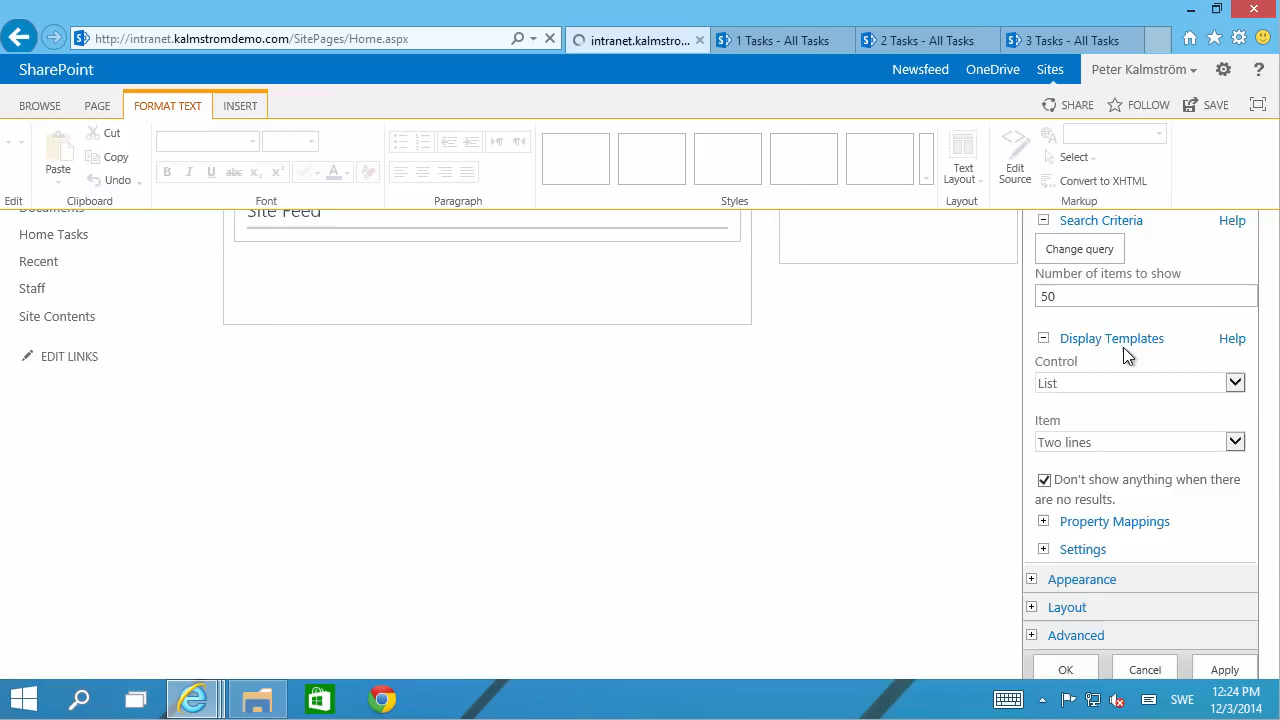 http://intranet.kalmstromdemo.com/SitePages/Home.aspx
intranet.kalmstro...
1 Tasks - All Tasks
2 Tasks - All Tasks
3 Tasks - All Tasks
SharePoint
Newsfeed
OneDrive
Sites
Peter Kalmström
BROWSE
PAGE
FORMAT TEXT
INSERT
SHARE
FOLLOW
SAVE
Paste
Cut
Copy
Undo
B I U abc x₂ x²
A
Text Layout
Edit Source
Select
Convert to XHTML
Edit
Clipboard
Font
Paragraph
Styles
Layout
Markup
Documents
Home Tasks
Recent
Staff
Site Contents
EDIT LINKS
Site Feed
Search Criteria
Help
Change query
Number of items to show
50
Display Templates
Help
Control
List
Item
Two lines
Don't show anything when there
are no results.
Property Mappings
Settings
Appearance
Layout
Advanced
OK
Cancel
Apply
SWE
12:24 PM
12/3/2014